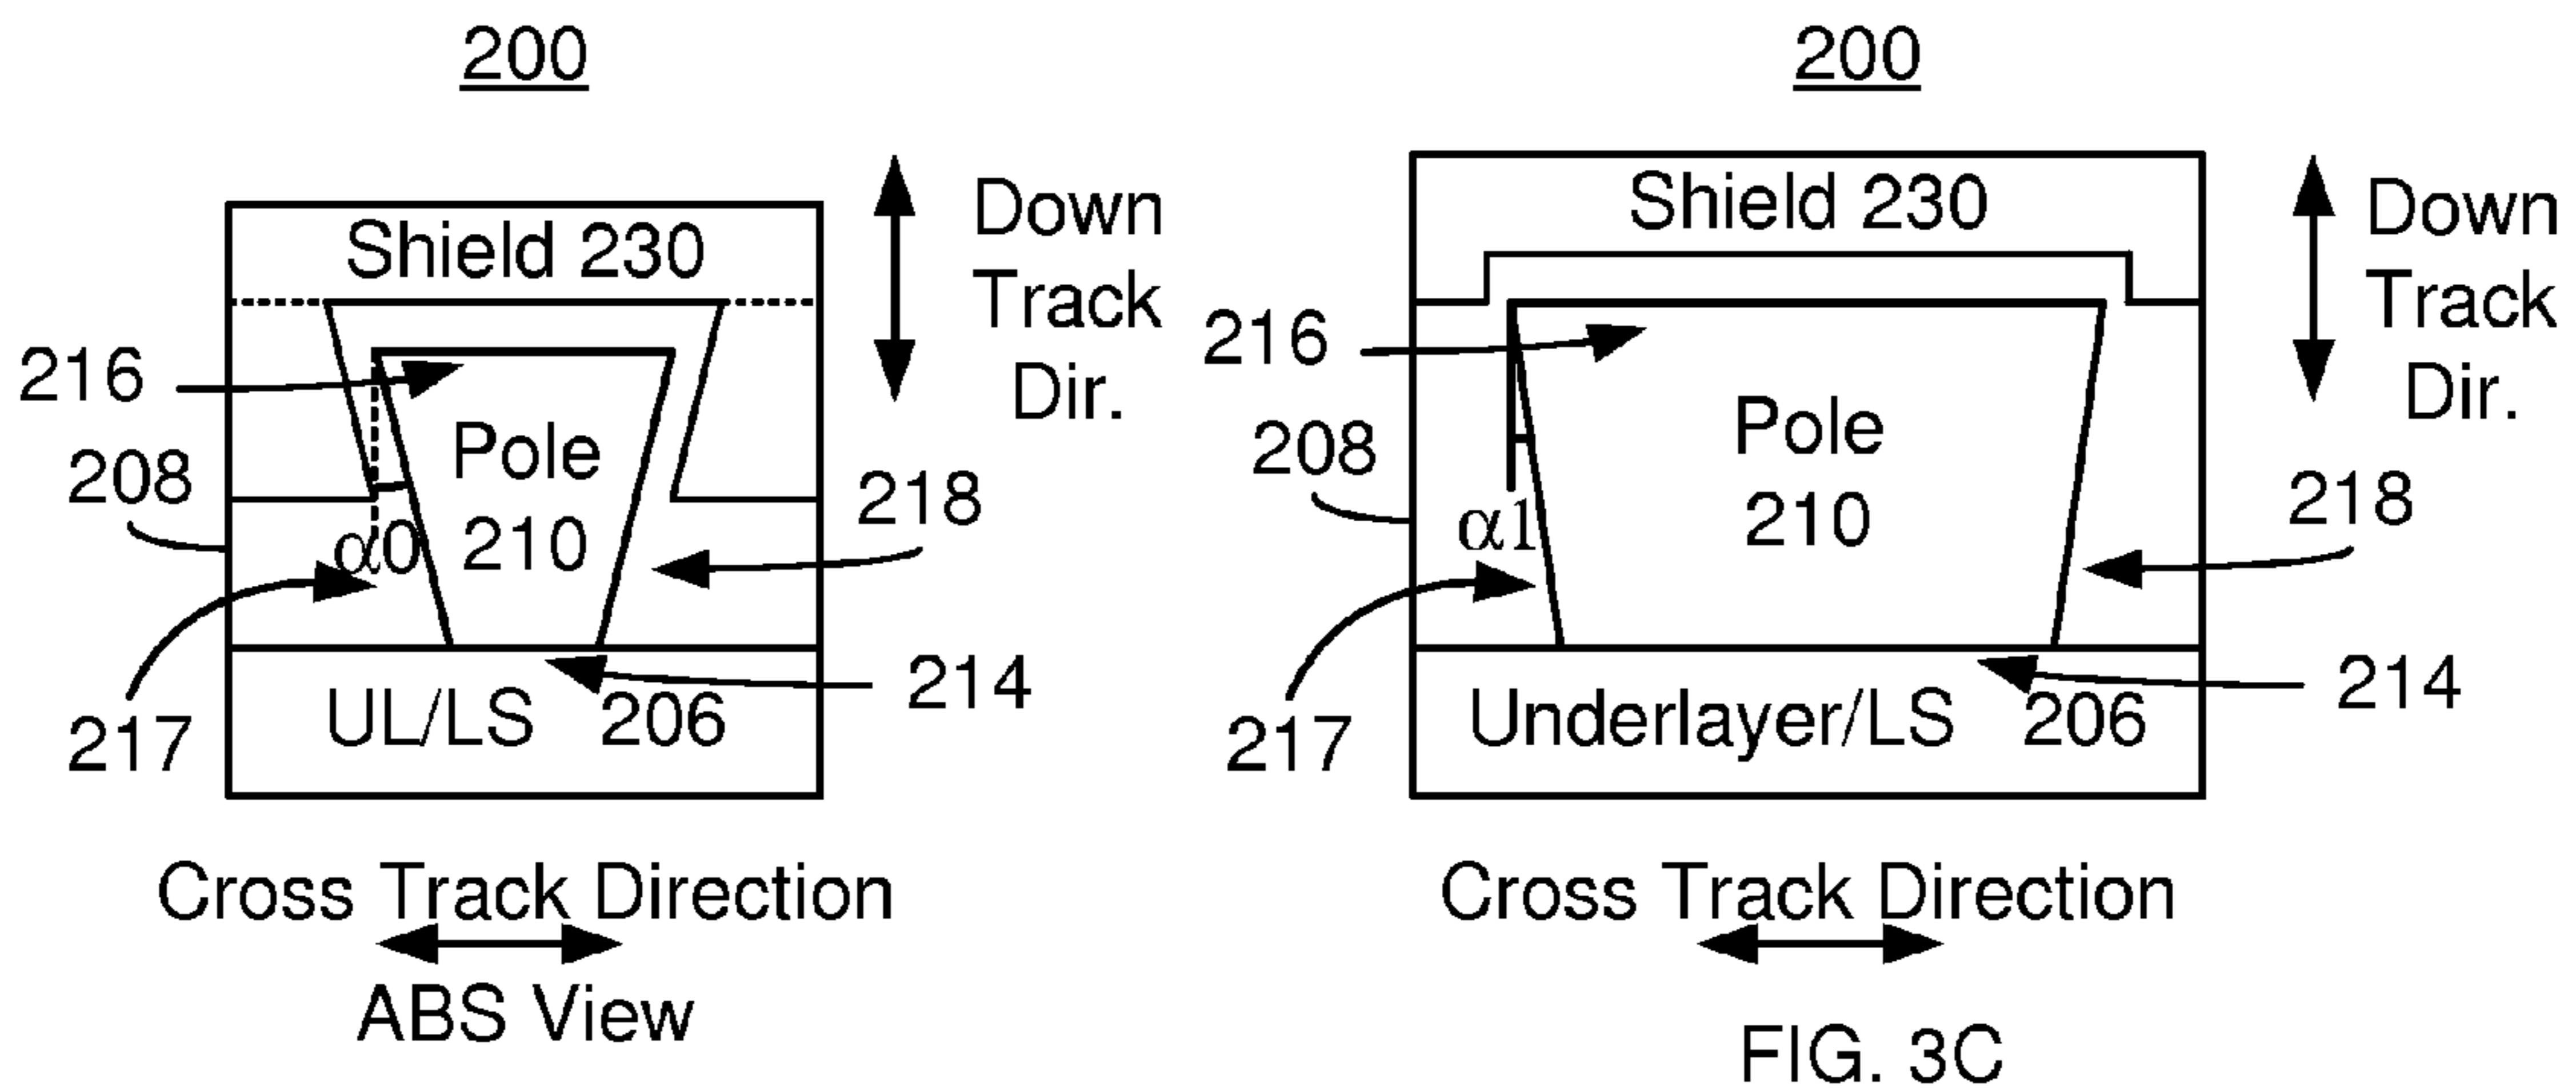 200
Shield 230
Down
Track
Dir.
216
Pole
210
208
218
α0
217
UL/LS 206
214
Cross Track Direction
ABS View
200
Shield 230
Down
Track
Dir.
216
Pole
210
208
218
α1
217
Underlayer/LS 206
214
Cross Track Direction
FIG. 3C